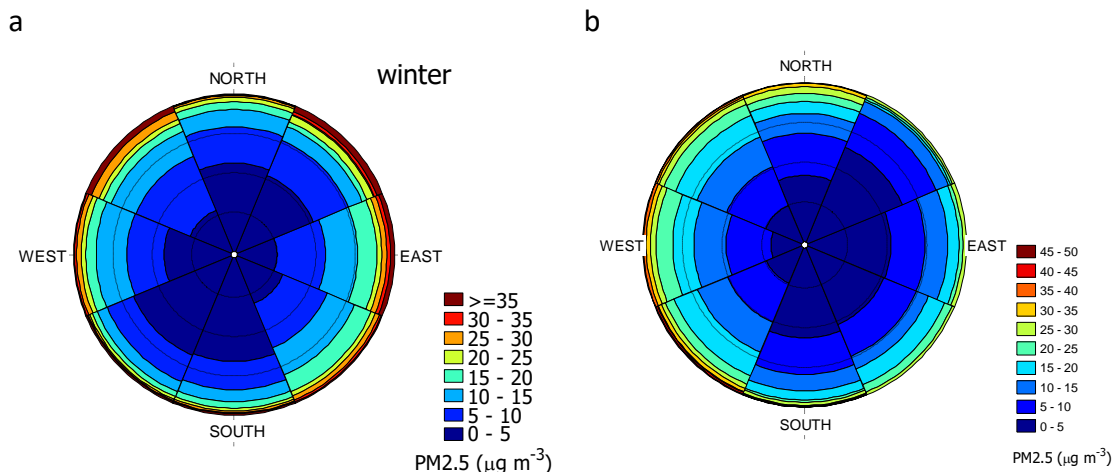 a
winter
NORTH
WEST
EAST
SOUTH
>=35
30 - 35
25 - 30
20 - 25
15 - 20
10 - 15
5 - 10
0 - 5
PM2.5 (μg m⁻³)
b
NORTH
WEST
EAST
SOUTH
45 - 50
40 - 45
35 - 40
30 - 35
25 - 30
20 - 25
15 - 20
10 - 15
5 - 10
0 - 5
PM2.5 (μg m⁻³)